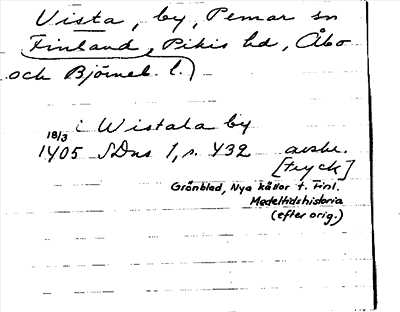 Vista, by, Pemar sn
Finland, Pikis hd, Åbo
och Björneb. l.)
i Wistala by
18/3
1405 SDns 1, s. 432 avskr.
[tryck]
Grönblad, Nya källor t. Finl.
Medeltidshistoria
(efter orig.)